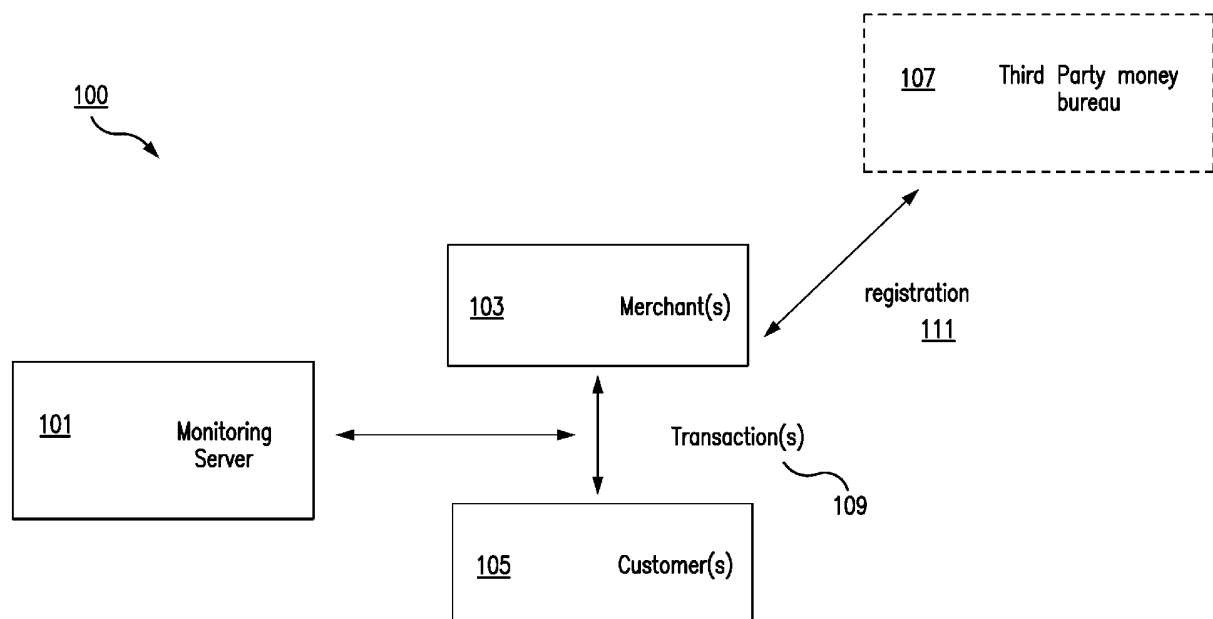 100
107 Third Party money
bureau
103 Merchant(s)
registration
111
101 Monitoring
Server
Transaction(s)
109
105 Customer(s)